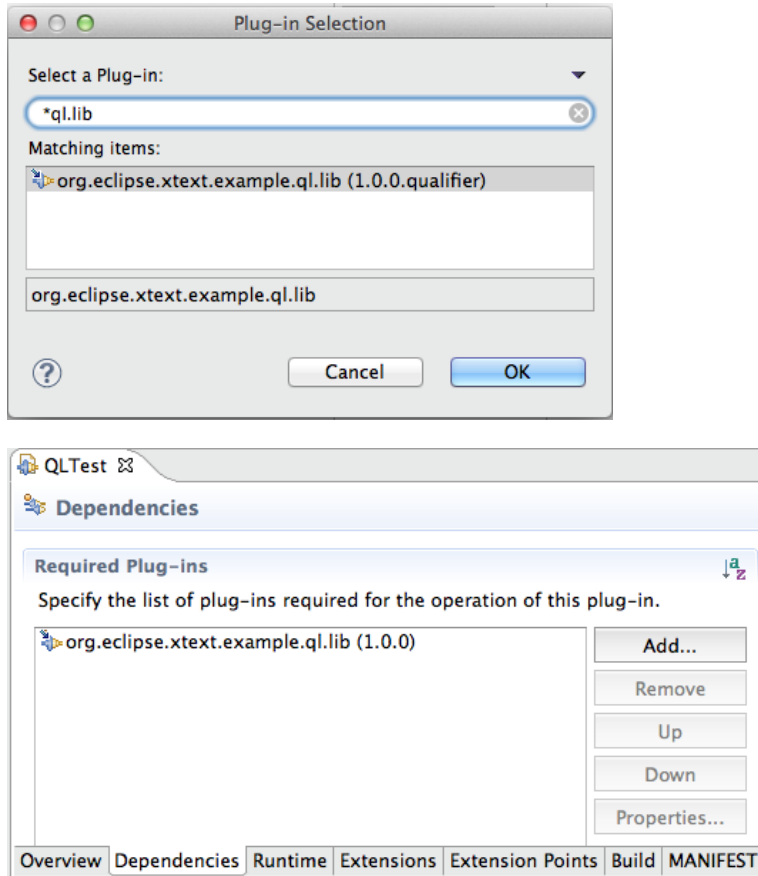 Plug-in Selection
Select a Plug-in:
*ql.lib
Matching items:
org.eclipse.xtext.example.ql.lib (1.0.0.qualifier)
org.eclipse.xtext.example.ql.lib
?
Cancel
OK
QLTest
Dependencies
Required Plug-ins
a
z
Specify the list of plug-ins required for the operation of this plug-in.
org.eclipse.xtext.example.ql.lib (1.0.0)
Add...
Remove
Up
Down
Properties...
Overview Dependencies Runtime Extensions Extension Points Build MANIFEST